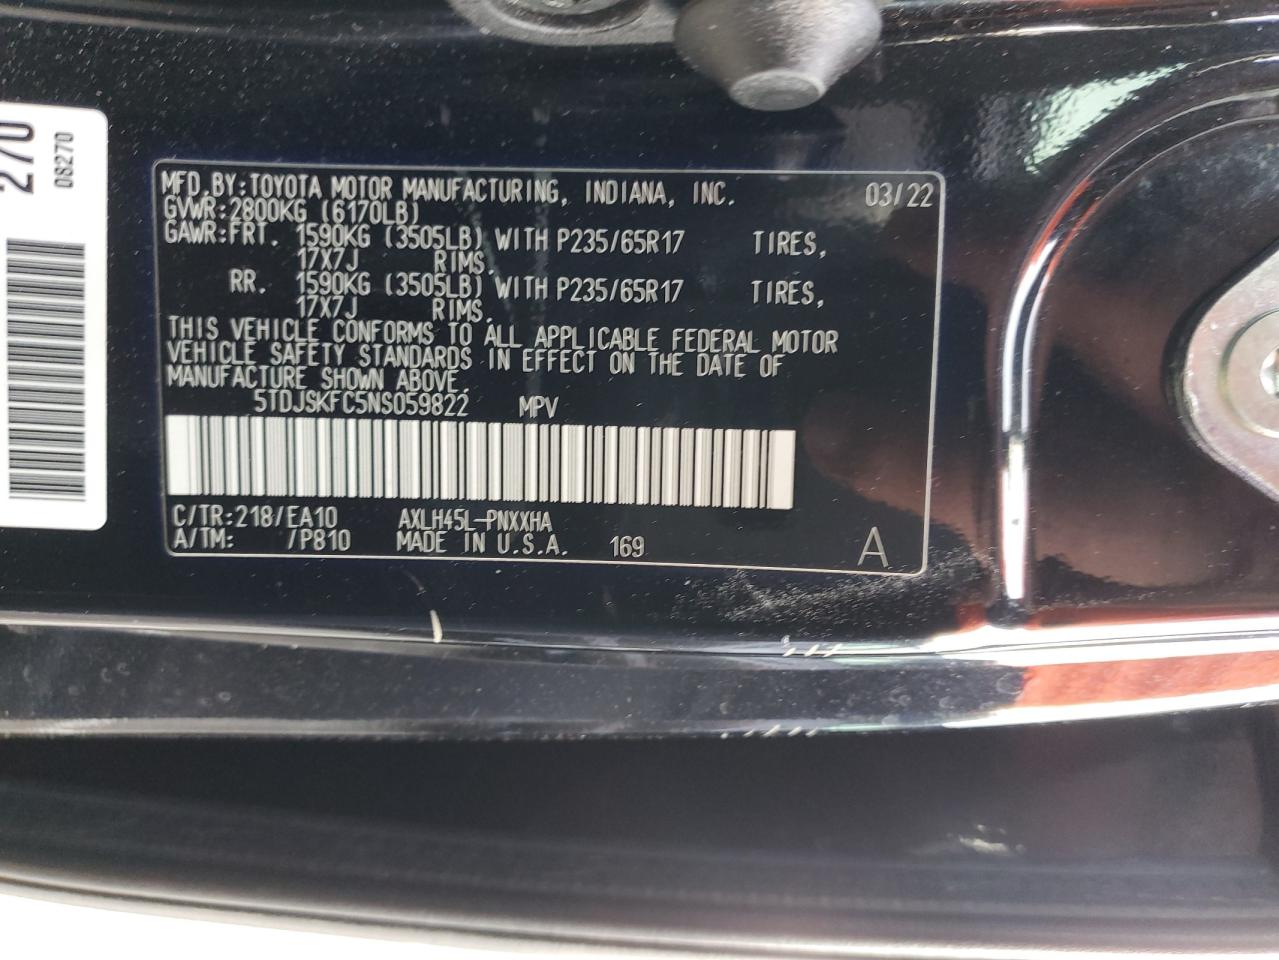 270
08270
MFD.BY:TOYOTA MOTOR MANUFACTURING, INDIANA, INC. 03/22
GVWR:2800KG (6170LB)
GAWR:FRT. 1590KG (3505LB) WITH P235/65R17 TIRES,
17X7J RIMS.
RR. 1590KG (3505LB) WITH P235/65R17 TIRES,
17X7J RIMS.
THIS VEHICLE CONFORMS TO ALL APPLICABLE FEDERAL MOTOR
VEHICLE SAFETY STANDARDS IN EFFECT ON THE DATE OF
MANUFACTURE SHOWN ABOVE.
5TDJSKFC5NS059822 MPV
C/TR:218/EA10 AXLH45L-PNXXHA
A/TM: /P810 MADE IN U.S.A. 169 A